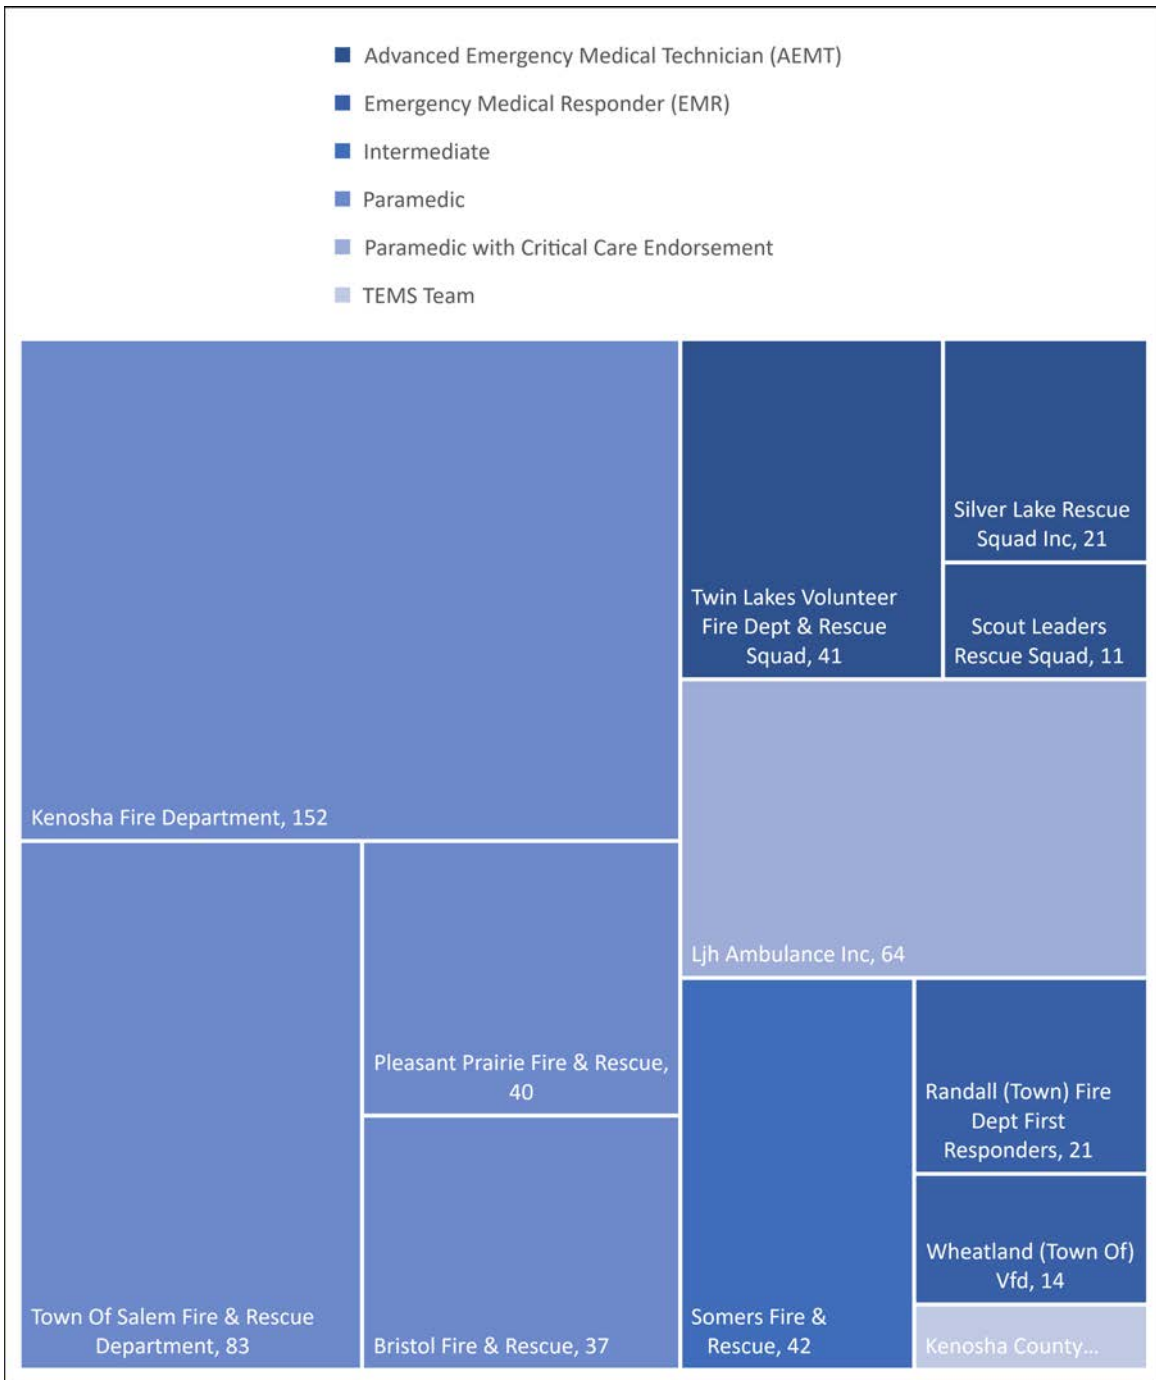 Advanced Emergency Medical Technician (AEMT)
Emergency Medical Responder (EMR)
Intermediate
Paramedic
Paramedic with Critical Care Endorsement
TEMS Team
Kenosha Fire Department, 152
Town Of Salem Fire & Rescue
Department, 83
Pleasant Prairie Fire & Rescue,
40
Bristol Fire & Rescue, 37
Twin Lakes Volunteer
Fire Dept & Rescue
Squad, 41
Silver Lake Rescue
Squad Inc, 21
Scout Leaders
Rescue Squad, 11
Ljh Ambulance Inc, 64
Somers Fire &
Rescue, 42
Randall (Town) Fire
Dept First
Responders, 21
Wheatland (Town Of)
Vfd, 14
Kenosha County...